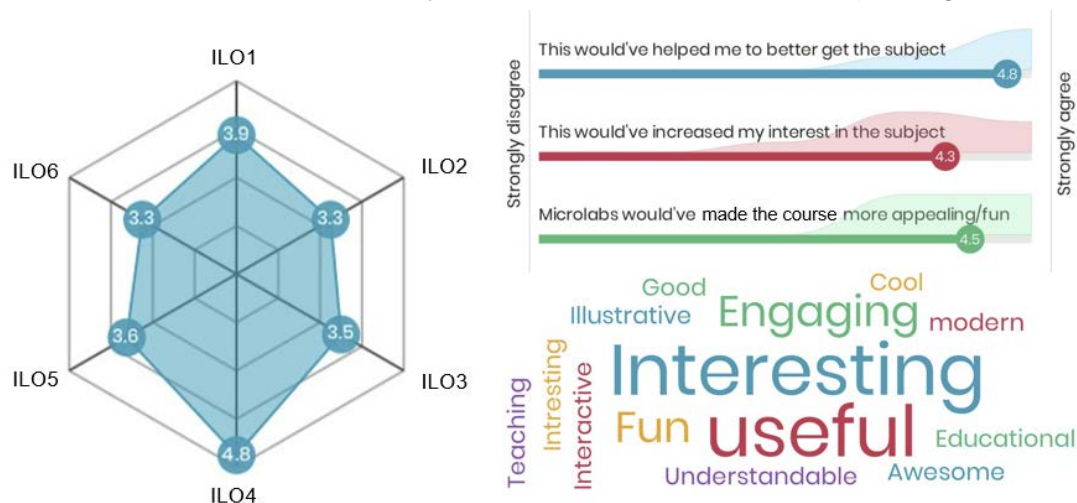 ILO1
3.9
ILO6
ILO2
3.3
3.3
3.6
3.5
ILO5
ILO3
4.8
ILO4
Strongly disagree
This would've helped me to better get the subject
4.8
This would've increased my interest in the subject
4.3
Microlabs would've made the course more appealing/fun
4.5
Strongly agree
Good
Cool
Illustrative
Engaging
modern
Interesting
Teaching
Intresting
Interactive
Fun
useful
Educational
Understandable
Awesome